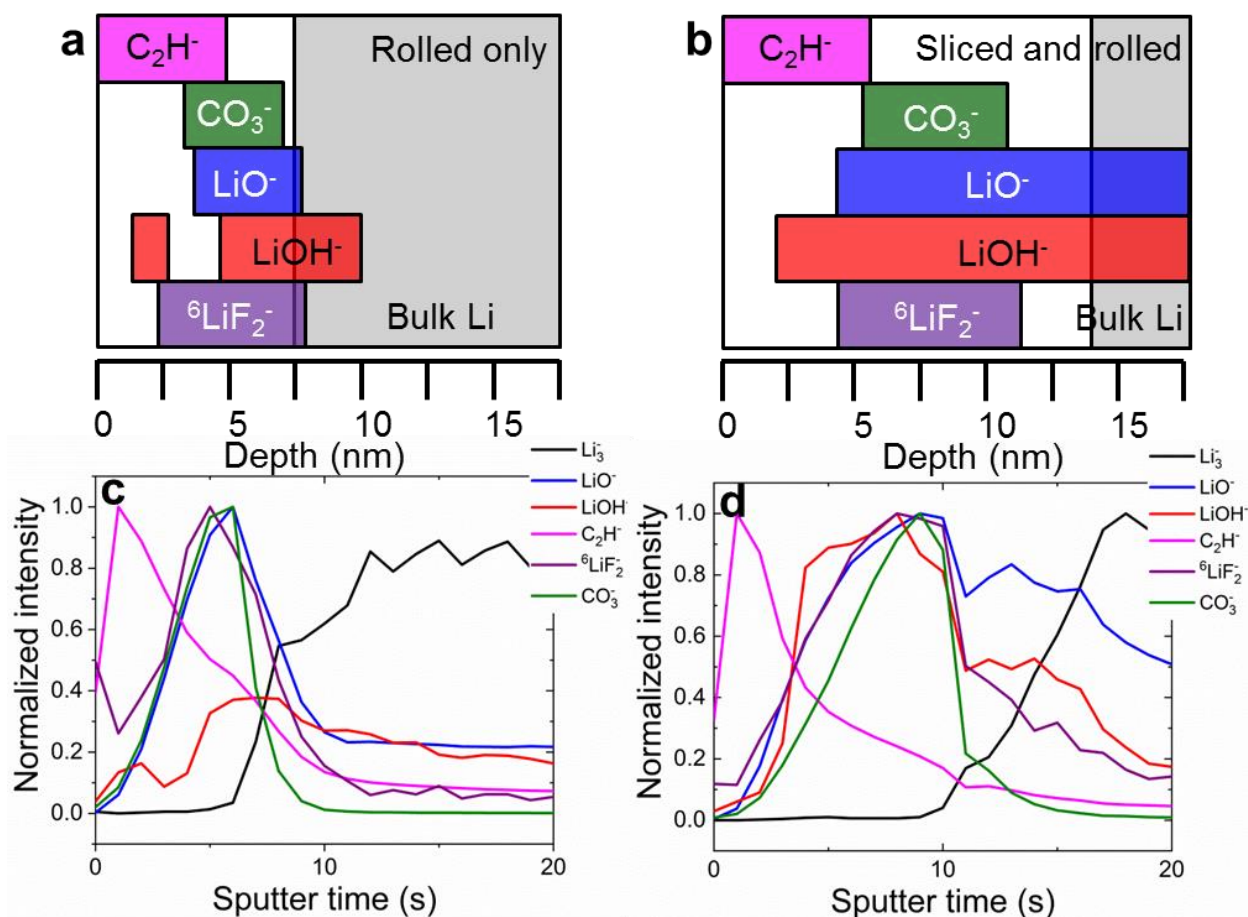 a
C₂H⁻
Rolled only
CO₃⁻
LiO⁻
LiOH⁻
⁶LiF₂⁻
Bulk Li
0 5 10 15
Depth (nm)
b
C₂H⁻
Sliced and rolled
CO₃⁻
LiO⁻
LiOH⁻
⁶LiF₂⁻
Bulk Li
0 5 10 15
Depth (nm)
c
Li₃⁻
LiO⁻
LiOH⁻
C₂H⁻
⁶LiF₂⁻
CO₃⁻
Normalized intensity
1.0
0.8
0.6
0.4
0.2
0.0
0 10 20
Sputter time (s)
d
Li₃⁻
LiO⁻
LiOH⁻
C₂H⁻
⁶LiF₂⁻
CO₃⁻
Normalized intensity
1.0
0.8
0.6
0.4
0.2
0.0
0 10 20
Sputter time (s)